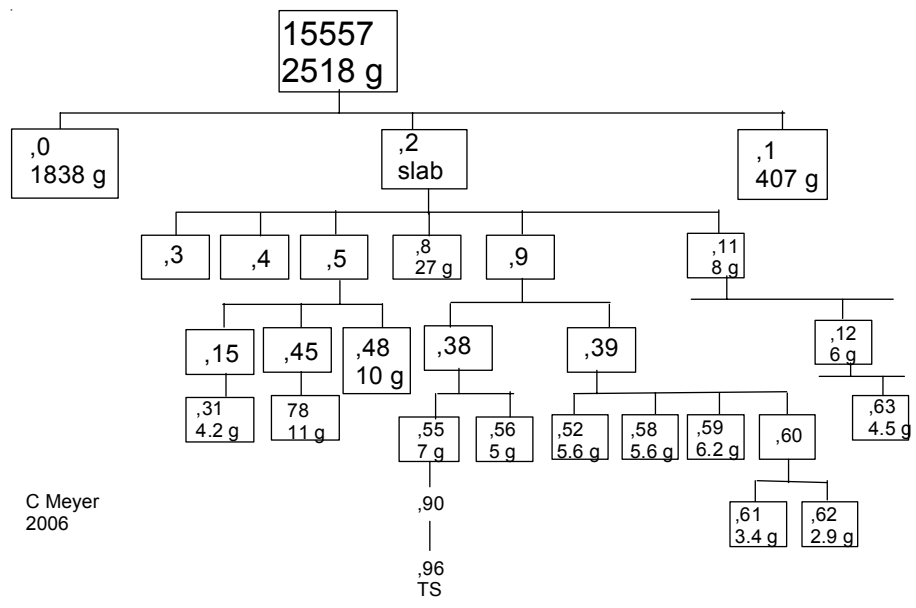 15557
2518 g
,0
1838 g
,2
slab
,1
407 g
,3
,4
,5
,8
27 g
,9
,11
8 g
,15
,45
,48
10 g
,38
,39
,12
6 g
,31
4.2 g
78
11 g
,55
7 g
,56
5 g
,52
5.6 g
,58
5.6 g
,59
6.2 g
,60
,63
4.5 g
,90
,61
3.4 g
,62
2.9 g
,96
TS
C Meyer
2006